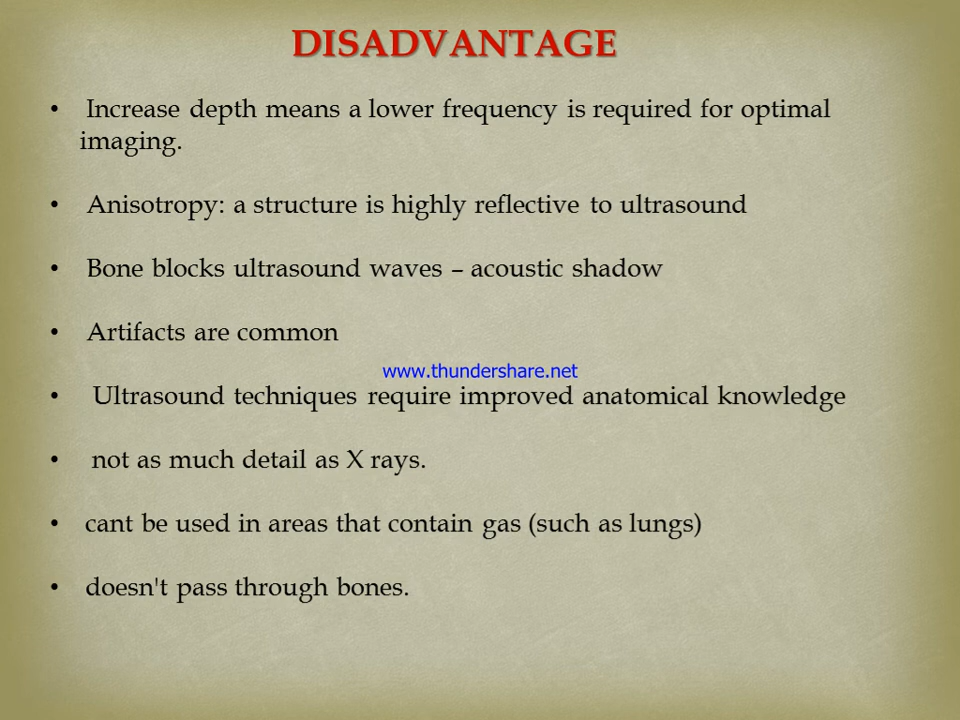 DISADVANTAGE
• Increase depth means a lower frequency is required for optimal
imaging.
• Anisotropy: a structure is highly reflective to ultrasound
• Bone blocks ultrasound waves – acoustic shadow
• Artifacts are common
www.thundershare.net
• Ultrasound techniques require improved anatomical knowledge
• not as much detail as X rays.
• cant be used in areas that contain gas (such as lungs)
• doesn't pass through bones.